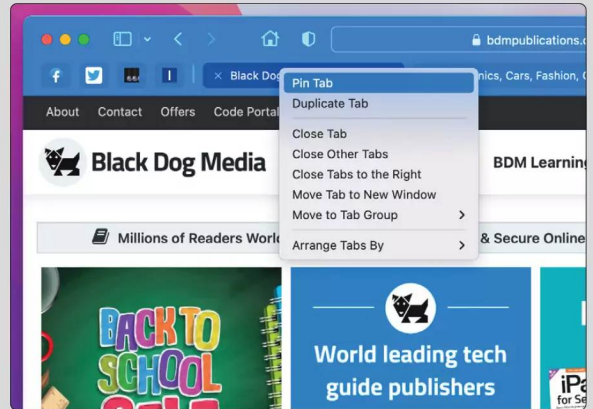 bdmpublications.c
f
I
× Black Dog
nics, Cars, Fashion,
Pin Tab
Duplicate Tab
Close Tab
Close Other Tabs
Close Tabs to the Right
Move Tab to New Window
Move to Tab Group
Arrange Tabs By
About Contact Offers Code Portal
Black Dog Media
BDM Learning
Millions of Readers World
& Secure Online
BACK TO
SCHOOL
SALE
World leading tech
guide publishers
iPa
for Se